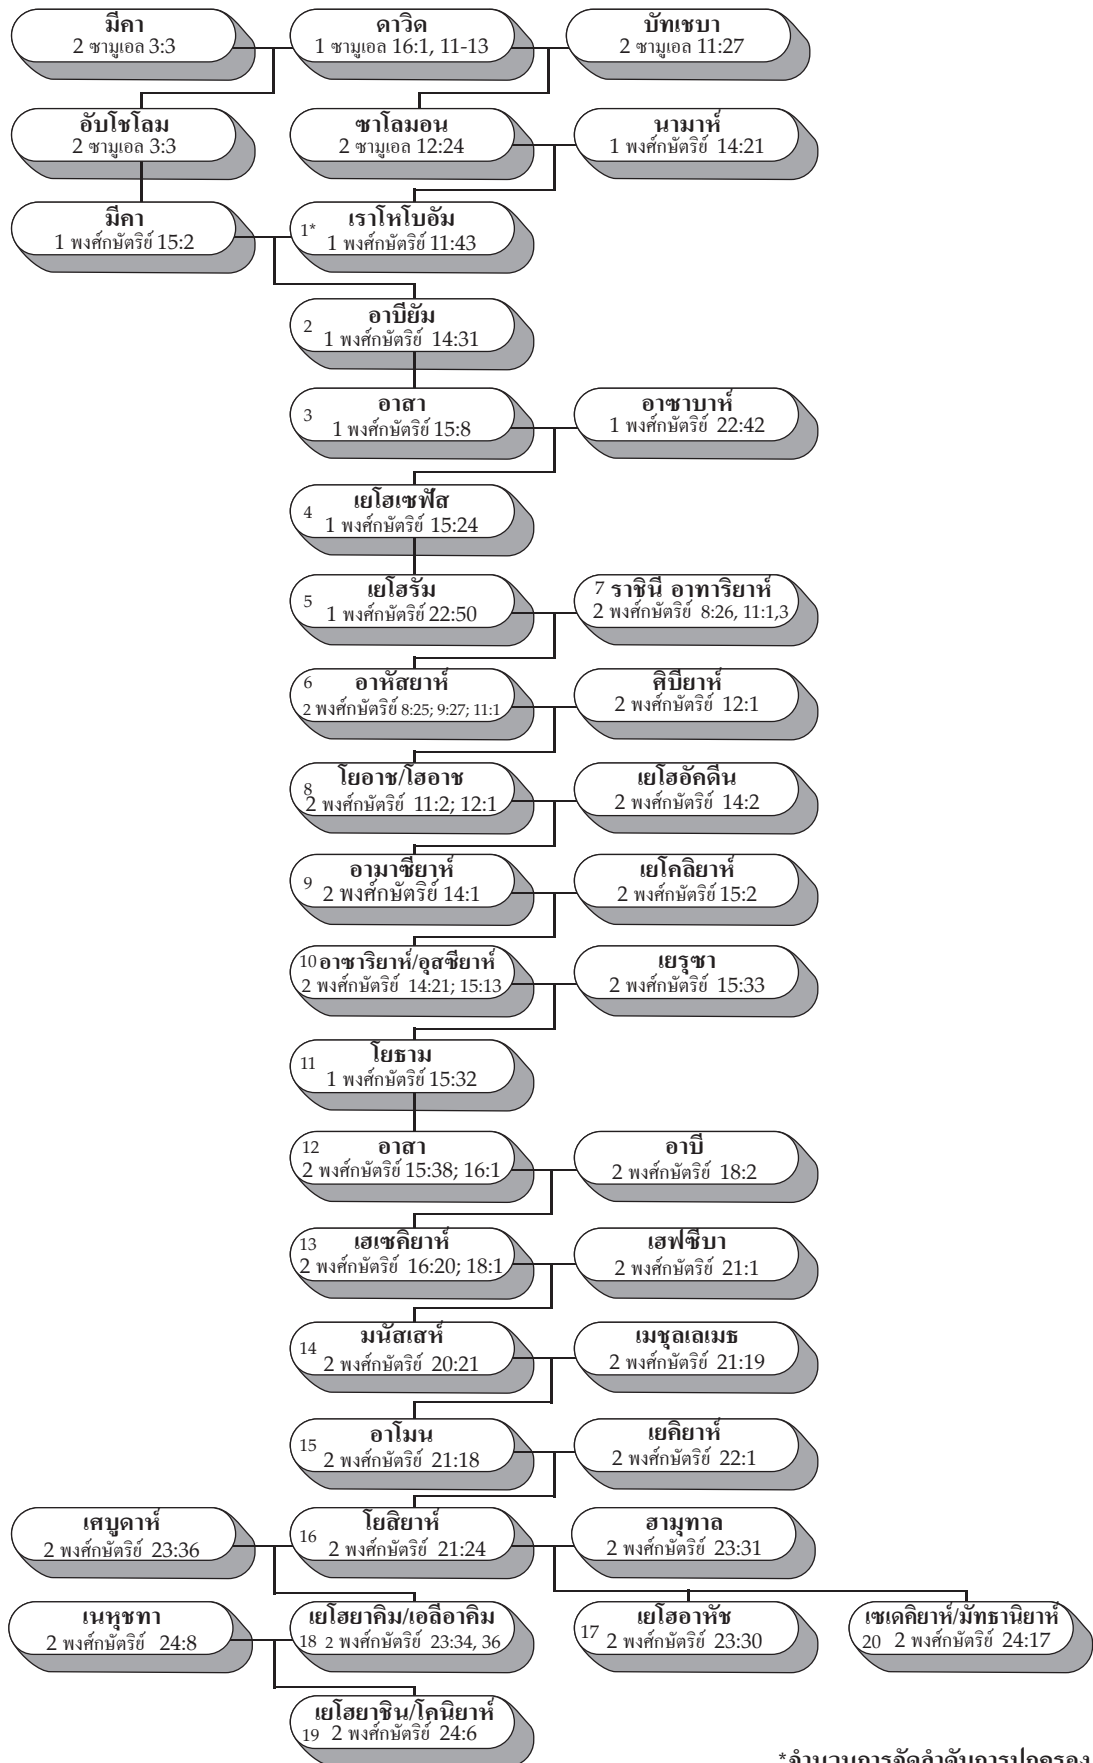 มีคา
2 ซามูเอล 3:3
ดาวิด
1 ซามูเอล 16:1, 11-13
บัทเชบา
2 ซามูเอล 11:27
อับโซโลม
2 ซามูเอล 3:3
ซาโลมอน
2 ซามูเอล 12:24
นามาห์
1 พงศ์กษัตริย์ 14:21
มีคา
1 พงศ์กษัตริย์ 15:2
1* เราโหโบอัม
1 พงศ์กษัตริย์ 11:43
2 อาบียัม
1 พงศ์กษัตริย์ 14:31
3 อาสา
1 พงศ์กษัตริย์ 15:8
อาซาบาห์
1 พงศ์กษัตริย์ 22:42
4 เยโฮเซฟัส
1 พงศ์กษัตริย์ 15:24
5 เยโฮรัม
1 พงศ์กษัตริย์ 22:50
7 ราชินี อาทาริยาห์
2 พงศ์กษัตริย์ 8:26, 11:1,3
6 อาหัสยาห์
2 พงศ์กษัตริย์ 8:25; 9:27; 11:1
ศิบียาห์
2 พงศ์กษัตริย์ 12:1
8 โยอาช/โฮอาช
2 พงศ์กษัตริย์ 11:2; 12:1
เยโฮอัคดีน
2 พงศ์กษัตริย์ 14:2
9 อามาซียาห์
2 พงศ์กษัตริย์ 14:1
เยโคลิยาห์
2 พงศ์กษัตริย์ 15:2
10 อาซาริยาห์/อุสซียาห์
2 พงศ์กษัตริย์ 14:21; 15:13
เยรุซา
2 พงศ์กษัตริย์ 15:33
11 โยธาม
1 พงศ์กษัตริย์ 15:32
12 อาสา
2 พงศ์กษัตริย์ 15:38; 16:1
อาบี
2 พงศ์กษัตริย์ 18:2
13 เฮเซคิยาห์
2 พงศ์กษัตริย์ 16:20; 18:1
เฮฟซีบา
2 พงศ์กษัตริย์ 21:1
14 มนัสเสห์
2 พงศ์กษัตริย์ 20:21
เมชุลเลเมธ
2 พงศ์กษัตริย์ 21:19
15 อาโมน
2 พงศ์กษัตริย์ 21:18
เยคิยาห์
2 พงศ์กษัตริย์ 22:1
เศบูดาห์
2 พงศ์กษัตริย์ 23:36
16 โยสิยาห์
2 พงศ์กษัตริย์ 21:24
ฮามุทาล
2 พงศ์กษัตริย์ 23:31
เนหุชทา
2 พงศ์กษัตริย์ 24:8
เยโฮยาคิม/เอลีอาคิม
18 2 พงศ์กษัตริย์ 23:34, 36
17 เยโฮอาหัช
2 พงศ์กษัตริย์ 23:30
เซเดคิยาห์/มัทธานิยาห์
20 2 พงศ์กษัตริย์ 24:17
เยโฮยาชิน/โคนิยาห์
19 2 พงศ์กษัตริย์ 24:6
*จำนวนการจัดลำดับการปกครอง